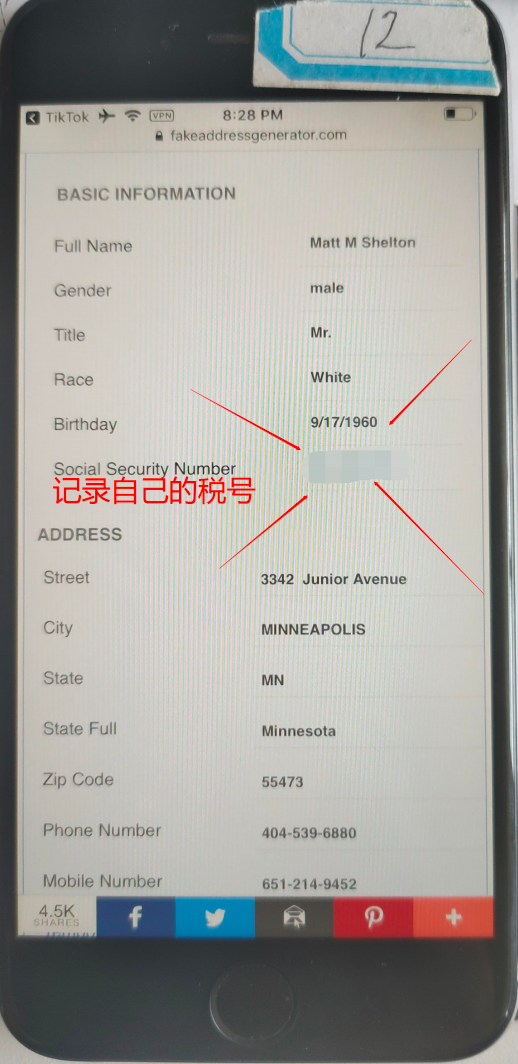 12
TikTok VPN 8:28 PM
fakeaddressgenerator.com
BASIC INFORMATION
Full Name Matt M Shelton
Gender male
Title Mr.
Race White
Birthday 9/17/1960
Social Security Number
记录自己的税号
ADDRESS
Street 3342 Junior Avenue
City MINNEAPOLIS
State MN
State Full Minnesota
Zip Code 55473
Phone Number 404-539-6880
Mobile Number 651-214-9452
4.5K
SHARES